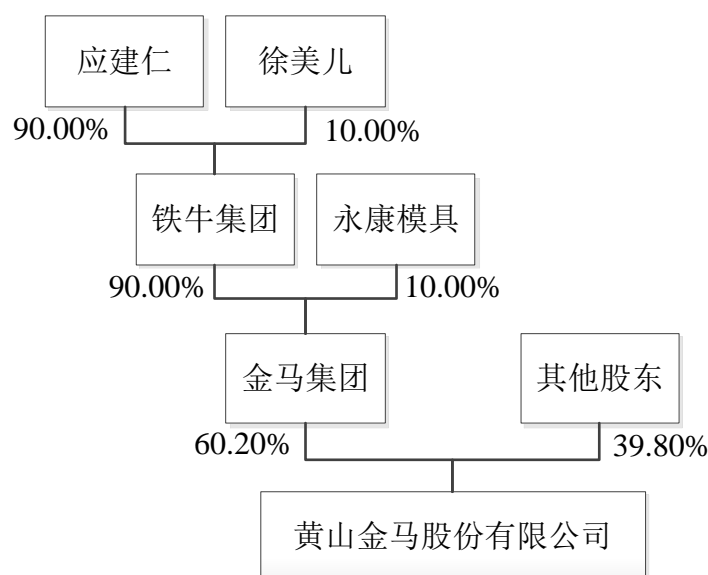 应建仁
徐美儿
90.00%
10.00%
铁牛集团
永康模具
90.00%
10.00%
金马集团
其他股东
60.20%
39.80%
黄山金马股份有限公司